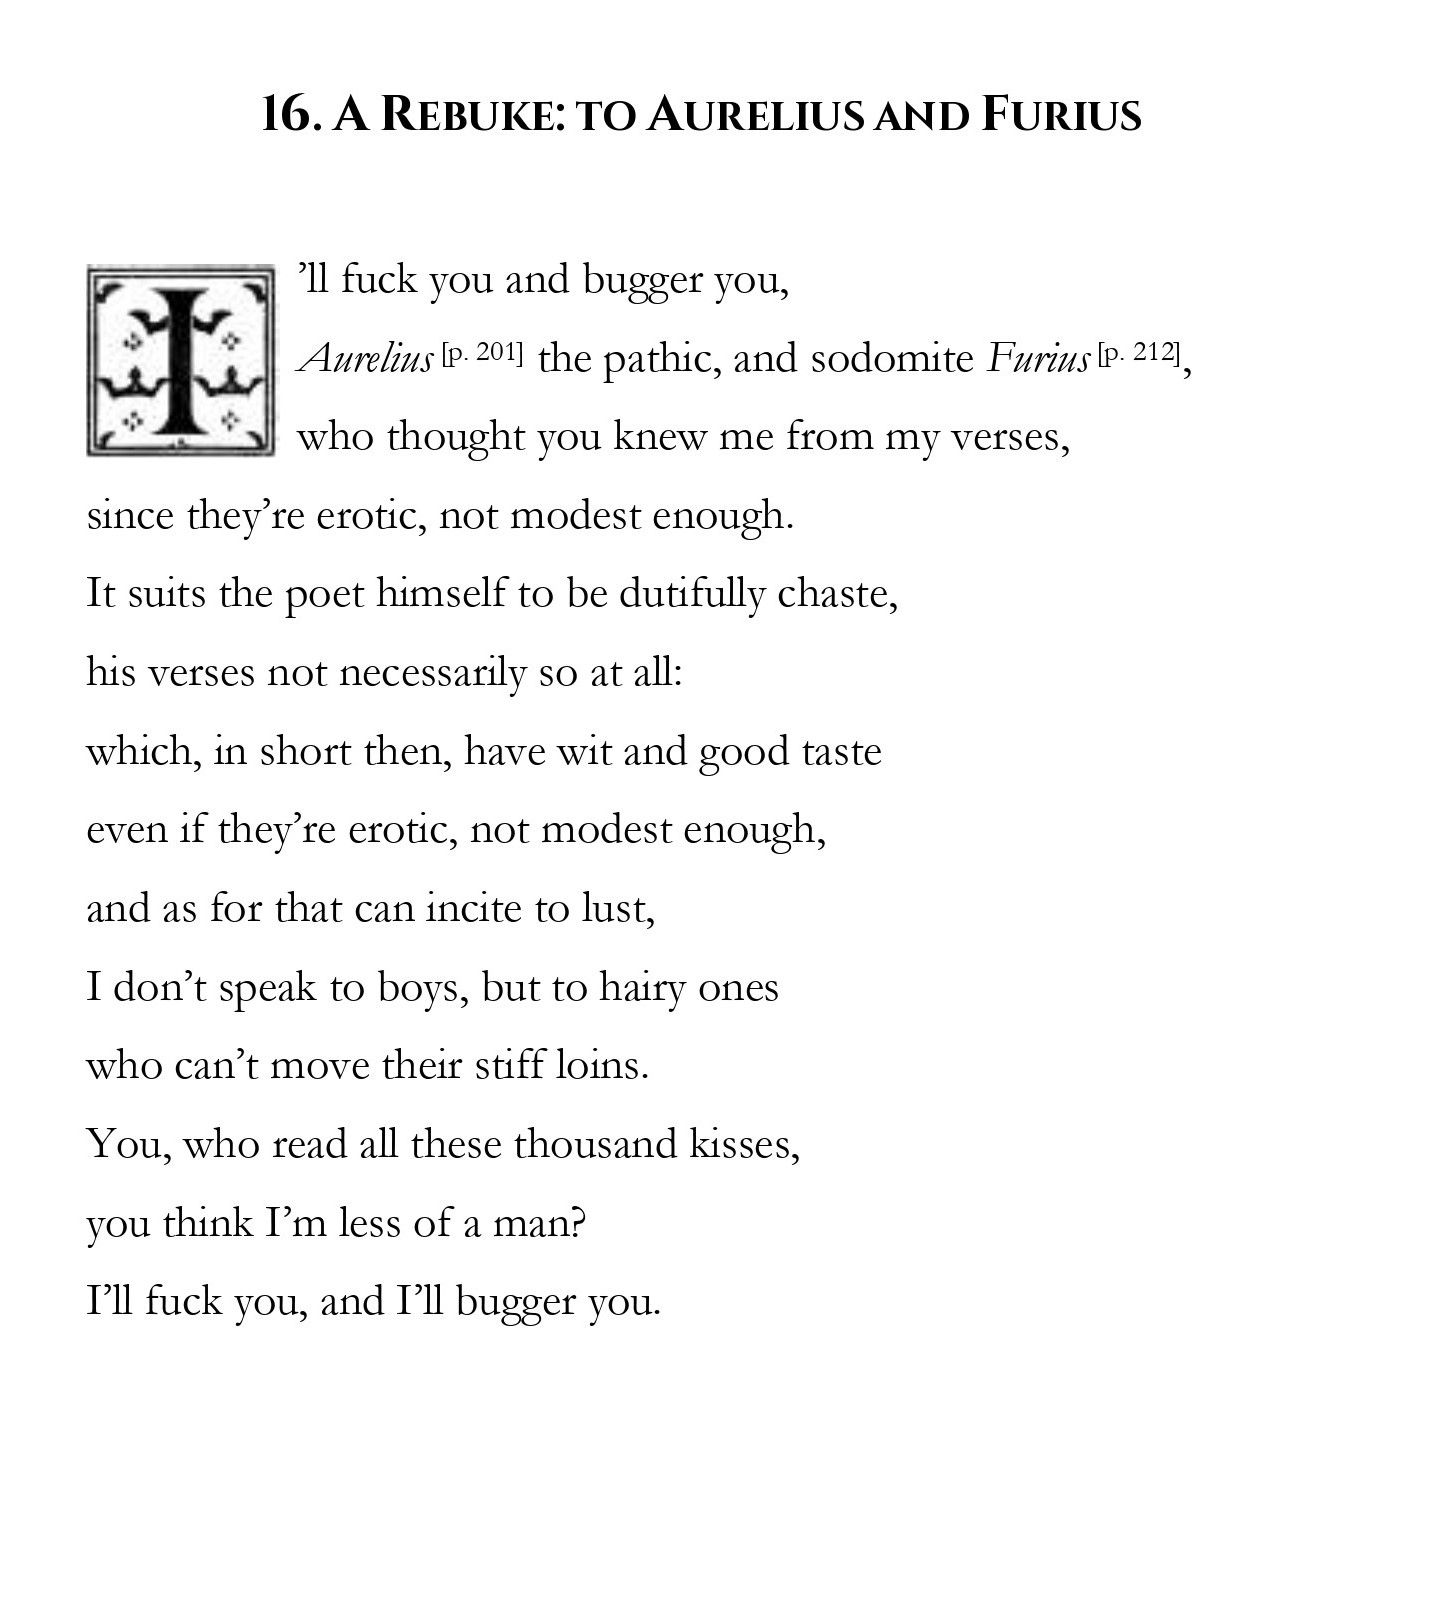 16. A Rebuke: to Aurelius and Furius
I’ll fuck you and bugger you,
Aurelius [p. 201] the pathic, and sodomite Furius [p. 212],
who thought you knew me from my verses,
since they’re erotic, not modest enough.
It suits the poet himself to be dutifully chaste,
his verses not necessarily so at all:
which, in short then, have wit and good taste
even if they’re erotic, not modest enough,
and as for that can incite to lust,
I don’t speak to boys, but to hairy ones
who can’t move their stiff loins.
You, who read all these thousand kisses,
you think I’m less of a man?
I’ll fuck you, and I’ll bugger you.